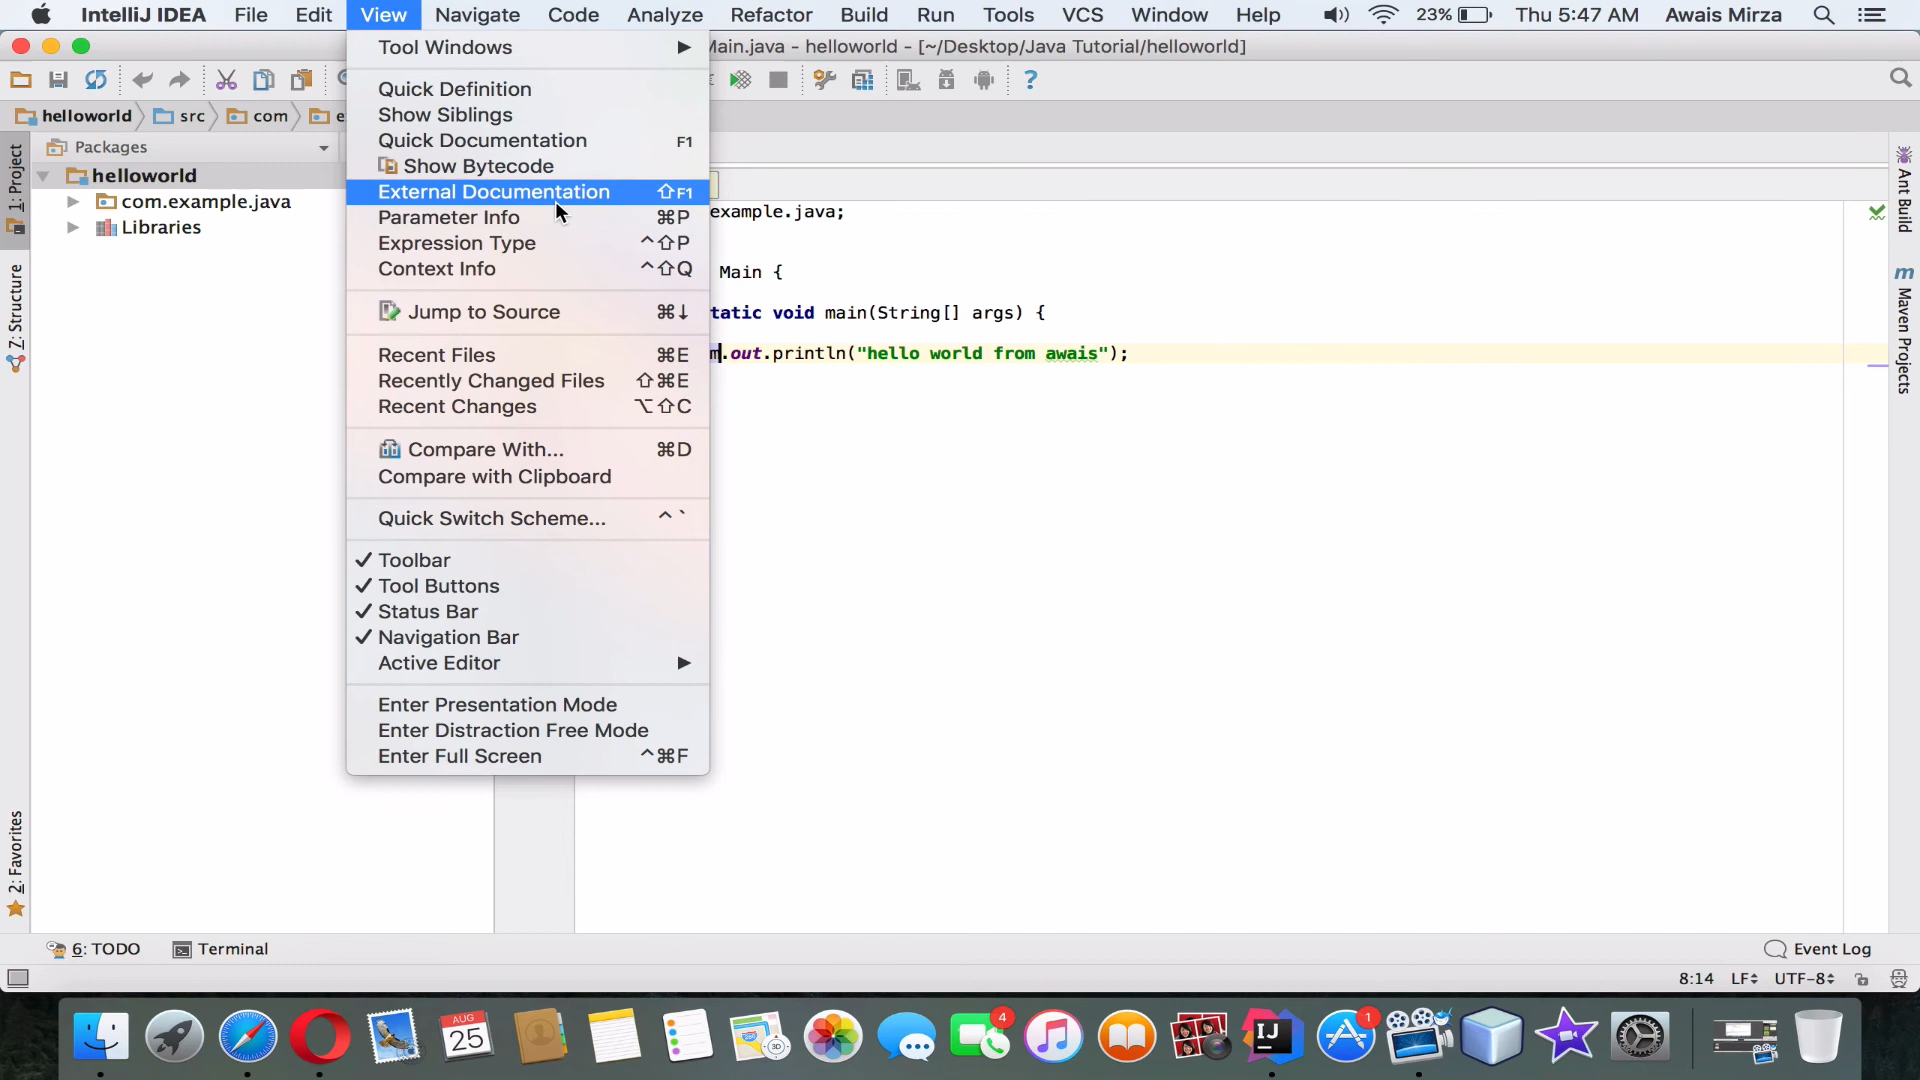 IntelliJ IDEA File Edit View Navigate Code Analyze Refactor Build Run Tools VCS Window Help 23% Thu 5:47 AM Awais Mirza
Main.java - helloworld - [~/Desktop/Java Tutorial/helloworld]
helloworld src com e
Packages
helloworld
com.example.java
Libraries
1: Project
Z: Structure
2: Favorites
Tool Windows ▶
Quick Definition
Show Siblings
Quick Documentation F1
Show Bytecode
External Documentation ⇧F1
Parameter Info ⌘P
Expression Type ^⇧P
Context Info ^⇧Q
Jump to Source ⌘↓
Recent Files ⌘E
Recently Changed Files ⇧⌘E
Recent Changes ⌥⇧C
Compare With... ⌘D
Compare with Clipboard
Quick Switch Scheme... ^`
✓ Toolbar
✓ Tool Buttons
✓ Status Bar
✓ Navigation Bar
Active Editor ▶
Enter Presentation Mode
Enter Distraction Free Mode
Enter Full Screen ^⌘F
example.java;
Main {
tatic void main(String[] args) {
m.out.println("hello world from awais");
Ant Build
m Maven Projects
6: TODO Terminal Event Log
8:14 LF UTF-8
AUG
25
3D
4
IJ
1